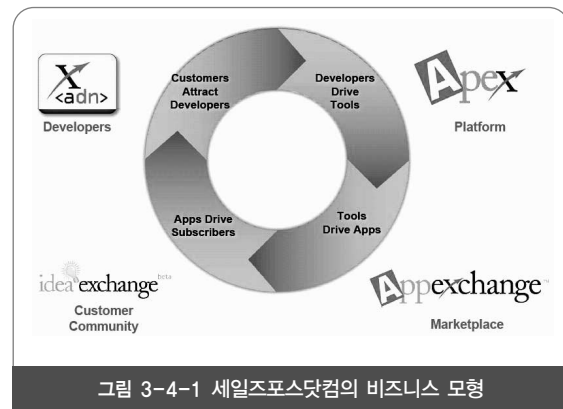 Customers
Attract
Developers
Developers
Drive
Tools
X
<adn>
Developers
Apex
Platform
Apps Drive
Subscribers
Tools
Drive Apps
idea exchange beta
Customer
Community
Appexchange
Marketplace
그림 3-4-1 세일즈포스닷컴의 비즈니스 모형